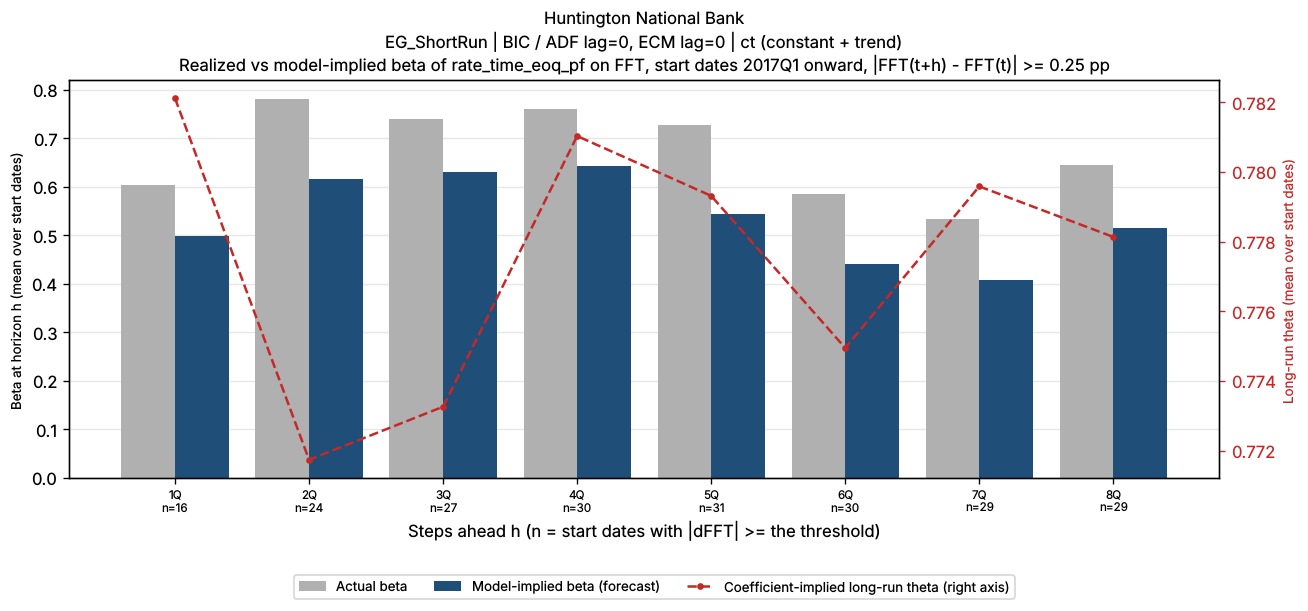 Huntington National Bank
EG_ShortRun | BIC / ADF lag=0, ECM lag=0 | ct (constant + trend)
Realized vs model-implied beta of rate_time_eoq_pf on FFT, start dates 2017Q1 onward, |FFT(t+h) - FFT(t)| >= 0.25 pp
Beta at horizon h (mean over start dates)
0.8
0.7
0.6
0.5
0.4
0.3
0.2
0.1
0.0
0.782
0.780
0.778
0.776
0.774
0.772
Long-run theta (mean over start dates)
1Q
n=16
2Q
n=24
3Q
n=27
4Q
n=30
5Q
n=31
6Q
n=30
7Q
n=29
8Q
n=29
Steps ahead h (n = start dates with |dFFT| >= the threshold)
Actual beta
Model-implied beta (forecast)
Coefficient-implied long-run theta (right axis)